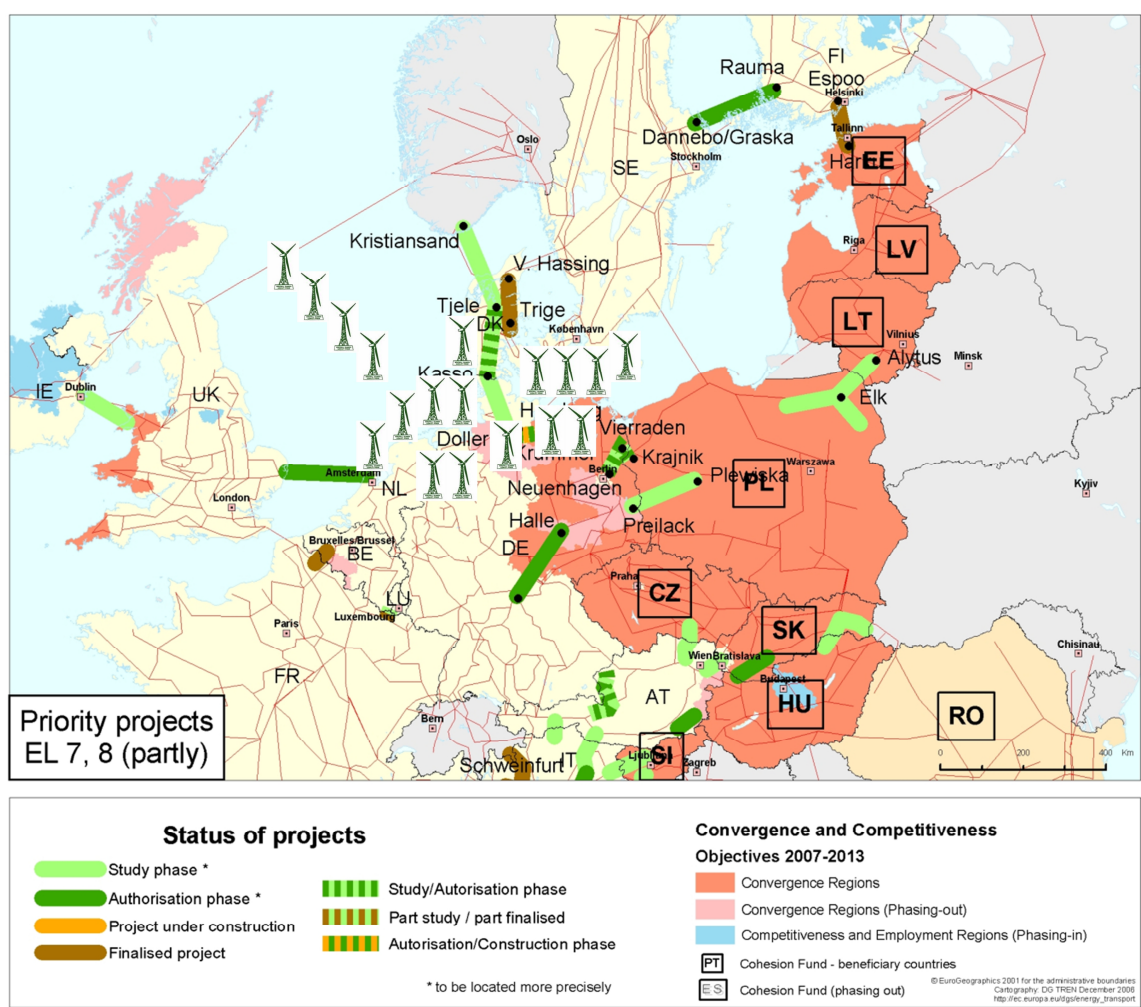 FI
Rauma
Espoo
Helsinki
Tallinn
Dannebo/Graska
Oslo
SE
Stockholm
EE
Kristiansand
Riga
LV
V. Hassing
Tjele
Trige
DK
København
LT
Vilnius
Alytus
Minsk
IE
Dublin
UK
Elk
Doller
Vierraden
Krajnik
Berlin
Amsterdam
NL
Neuenhagen
Plewiska
PL
Warszawa
Kyjiv
London
Halle
Preilack
DE
Bruxelles/Brussel
BE
Praha
CZ
LU
Luxembourg
Paris
SK
Chisinau
Wien
Bratislava
FR
AT
Budapest
HU
RO
Bern
Priority projects
EL 7, 8 (partly)
Schweinfurt
IT
SI
Zagreb
0 200 400 Km
Status of projects
Study phase *
Authorisation phase *
Project under construction
Finalised project
Study/Autorisation phase
Part study / part finalised
Autorisation/Construction phase
* to be located more precisely
Convergence and Competitiveness
Objectives 2007-2013
Convergence Regions
Convergence Regions (Phasing-out)
Competitiveness and Employment Regions (Phasing-in)
PT Cohesion Fund - beneficiary countries
ES Cohesion Fund (phasing out)
© EuroGeographics 2001 for the administrative boundaries
Cartography: DG TREN December 2008
http://ec.europa.eu/dgs/energy_transport